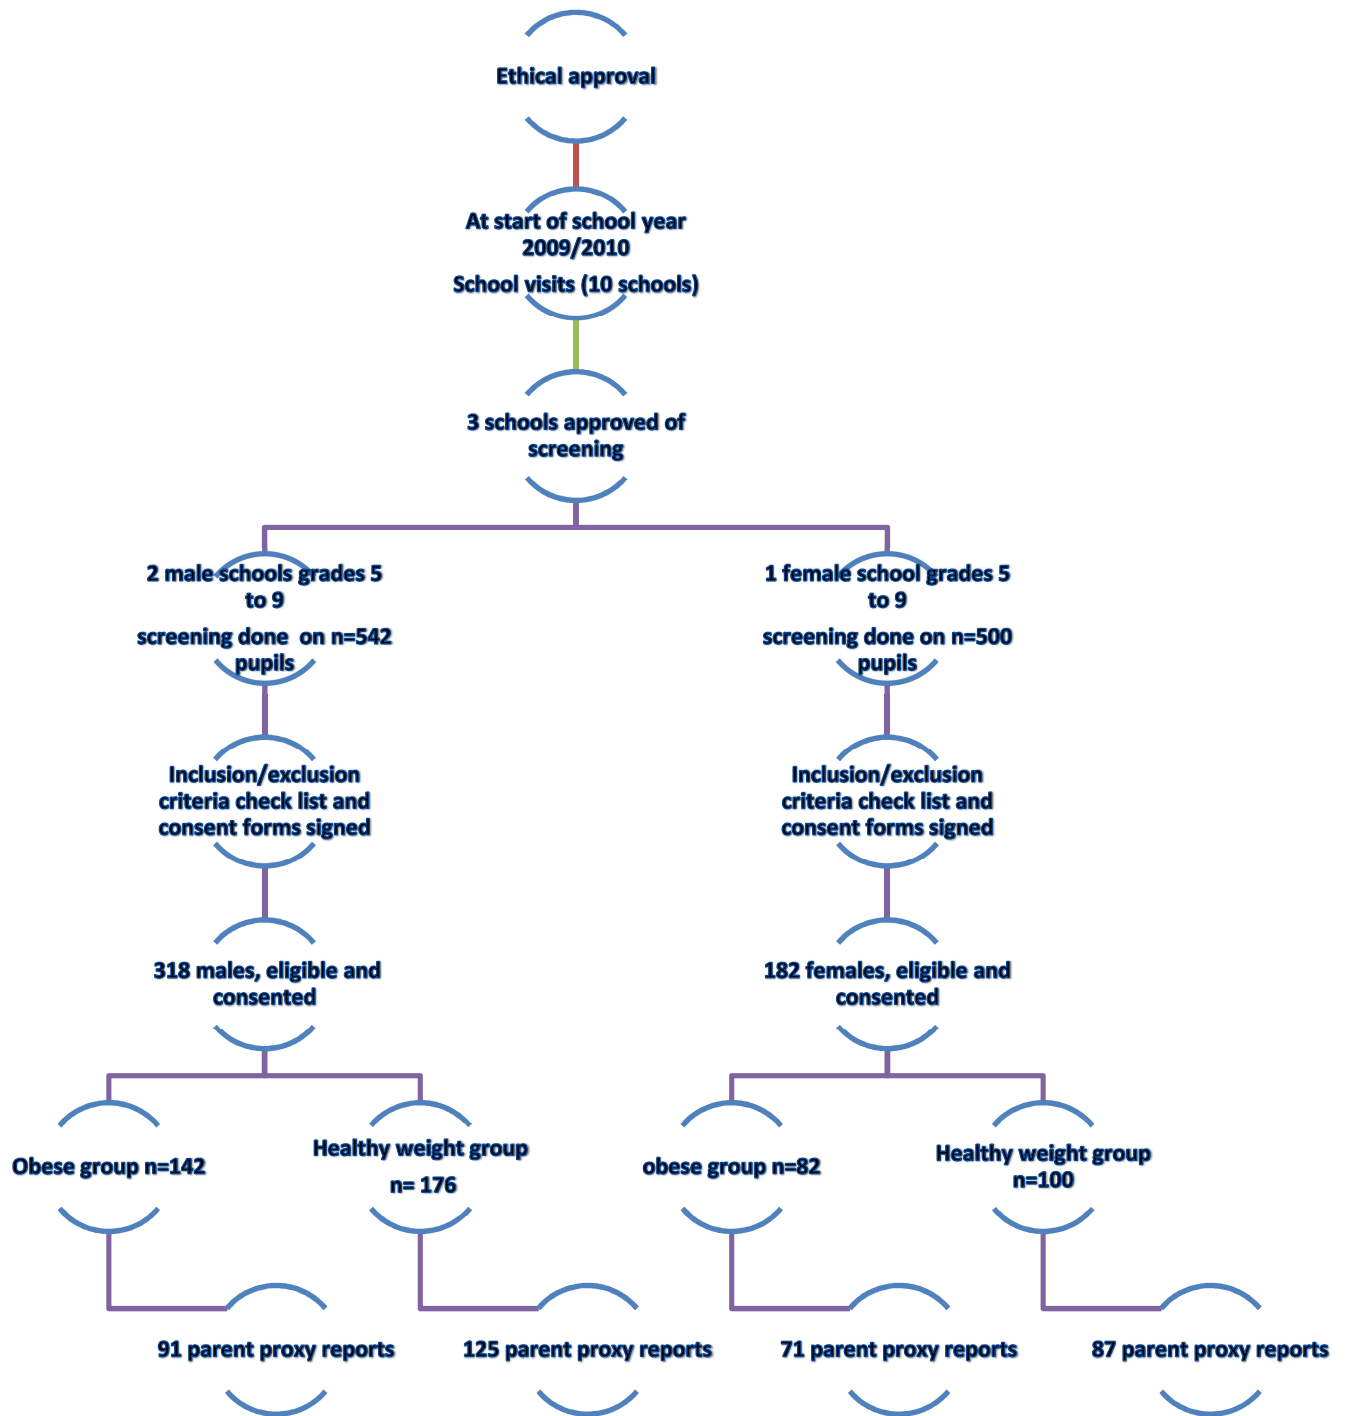 Ethical approval
At start of school year
2009/2010
School visits (10 schools)
3 schools approved of
screening
2 male schools grades 5
to 9
screening done  on n=542
pupils
1 female school grades 5
to 9
screening done on n=500
pupils
Inclusion/exclusion
criteria check list and
consent forms signed
Inclusion/exclusion
criteria check list and
consent forms signed
318 males, eligible and
consented
182 females, eligible and
consented
Obese group n=142
Healthy weight group
n= 176
obese group n=82
Healthy weight group
n=100
91 parent proxy reports
125 parent proxy reports
71 parent proxy reports
87 parent proxy reports